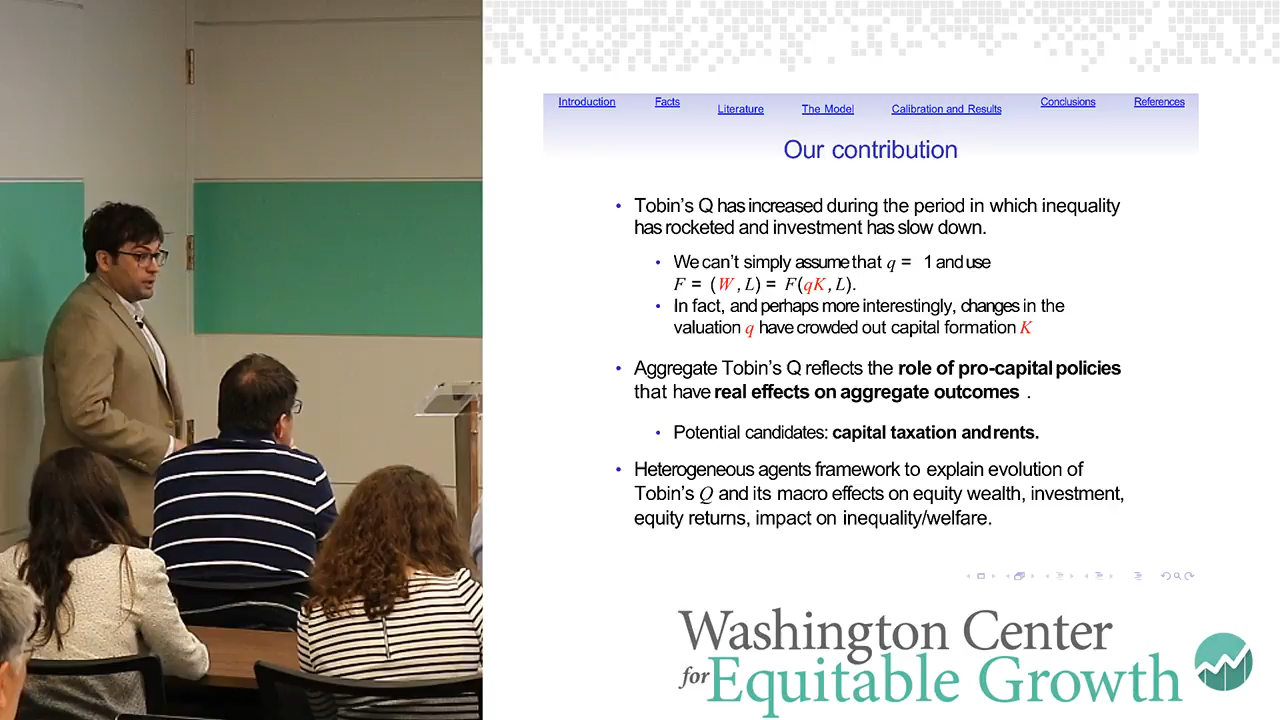 Introduction Facts Literature The Model Calibration and Results Conclusions References
Our contribution
• Tobin's Q has increased during the period in which inequality
has rocketed and investment has slow down.
• We can't simply assume that q = 1 and use
F = (W, L) = F(qK, L).
• In fact, and perhaps more interestingly, changes in the
valuation q have crowded out capital formation K
• Aggregate Tobin's Q reflects the role of pro-capital policies
that have real effects on aggregate outcomes .
• Potential candidates: capital taxation and rents.
• Heterogeneous agents framework to explain evolution of
Tobin's Q and its macro effects on equity wealth, investment,
equity returns, impact on inequality/welfare.
Washington Center
for Equitable Growth